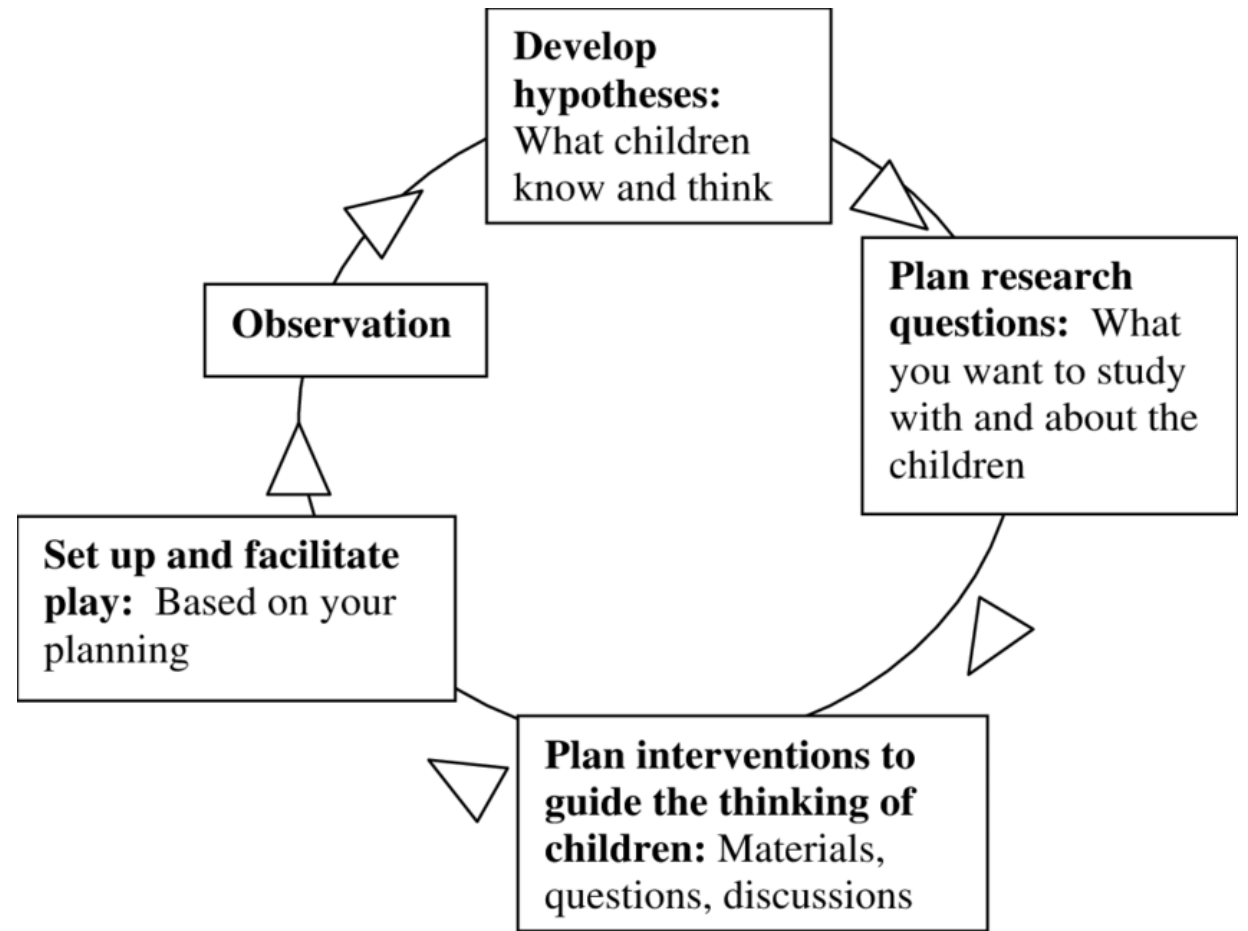 Develop
hypotheses:
What children
know and think
Plan research
questions:  What
you want to study
with and about the
children
Observation
Set up and facilitate
play:  Based on your
planning
Plan interventions to
guide the thinking of
children: Materials,
questions, discussions